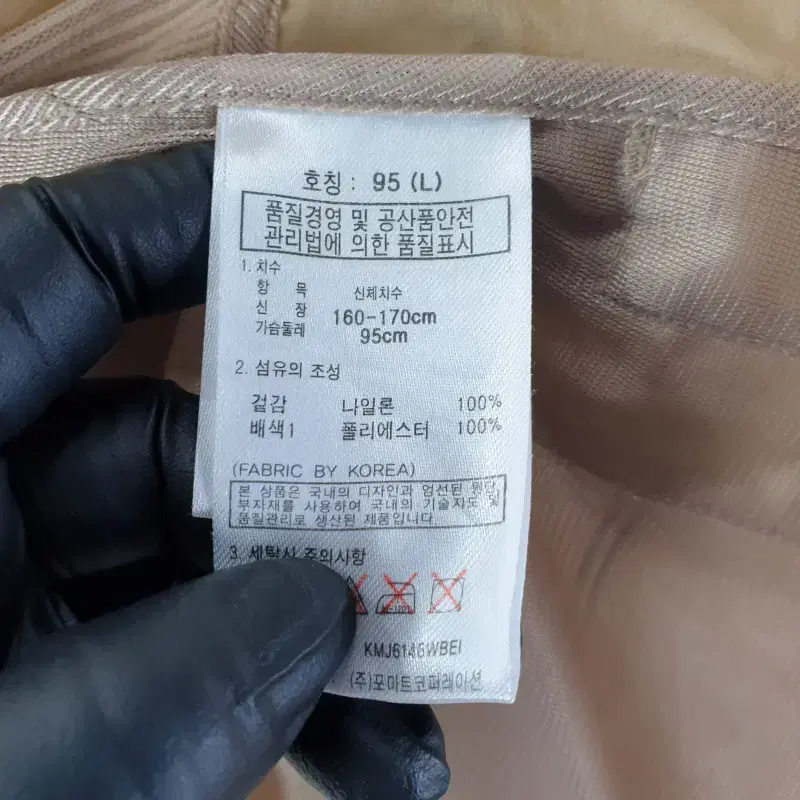 호칭 : 95 (L)
품질경영 및 공산품안전
관리법에 의한 품질표시
1. 치수
항 목 신체치수
신 장 160-170cm
가슴둘레 95cm
2. 섬유의 조성
겉감 나일론 100%
배색1 폴리에스터 100%
(FABRIC BY KOREA)
본 상품은 국내의 디자인과 엄선된 원단
부자재를 사용하여 국내의 기술지도 및
품질관리로 생산된 제품입니다.
3. 세탁시 주의사항
KMJ6146WBEI
(주)포마트코퍼레이션